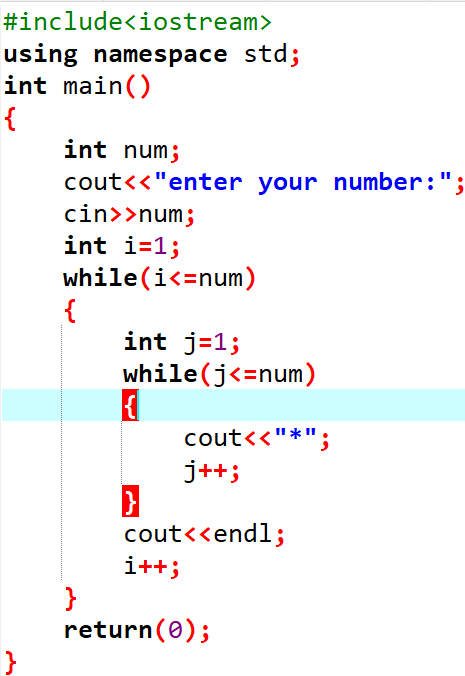 #include<iostream>
using namespace std;
int main()
{
    int num;
    cout<<"enter your number:";
    cin>>num;
    int i=1;
    while(i<=num)
    {
        int j=1;
        while(j<=num)
        {
            cout<<"*";
            j++;
        }
        cout<<endl;
        i++;
    }
    return(0);
}